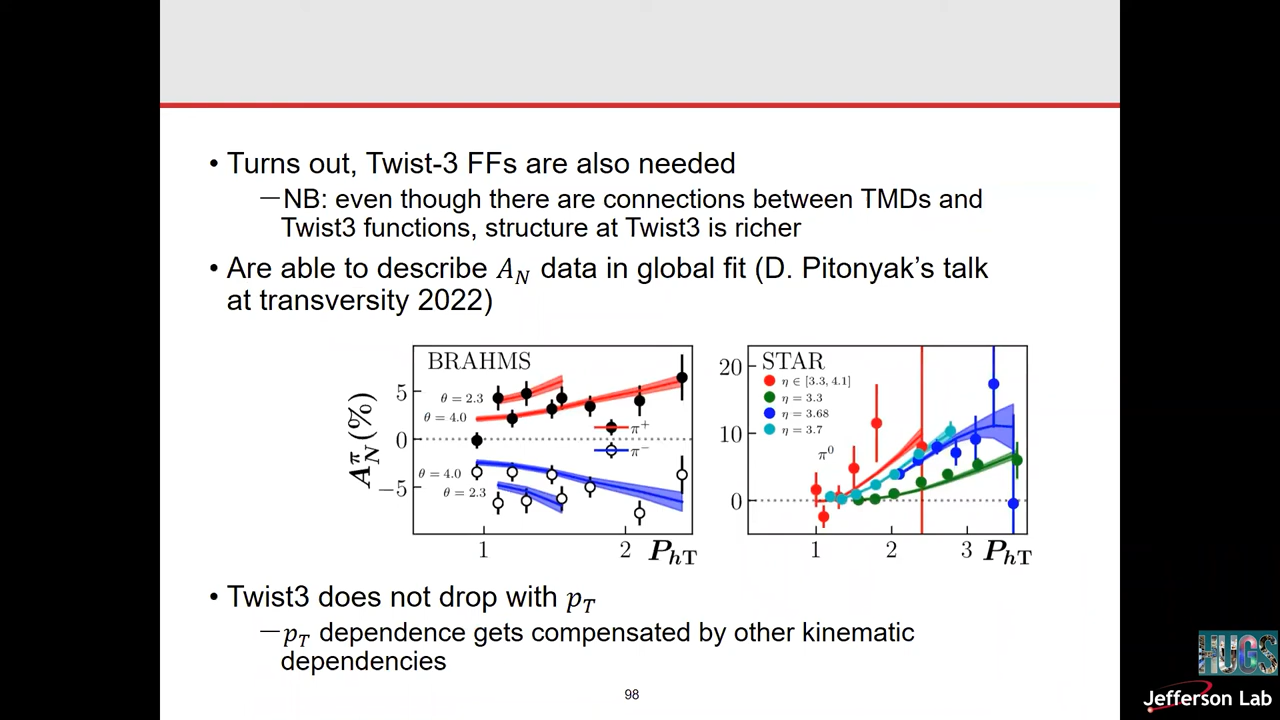 • Turns out, Twist-3 FFs are also needed
—NB: even though there are connections between TMDs and
Twist3 functions, structure at Twist3 is richer
• Are able to describe A_N data in global fit (D. Pitonyak's talk
at transversity 2022)
BRAHMS
A_N^π (%)
5
0
−5
θ = 2.3
θ = 4.0
π⁺
π⁻
θ = 4.0
θ = 2.3
1
2
P_hT
STAR
20
10
0
η ∈ [3.3, 4.1]
η = 3.3
η = 3.68
η = 3.7
π⁰
1
2
3
P_hT
• Twist3 does not drop with p_T
—p_T dependence gets compensated by other kinematic
dependencies
98
HUGS
Jefferson Lab